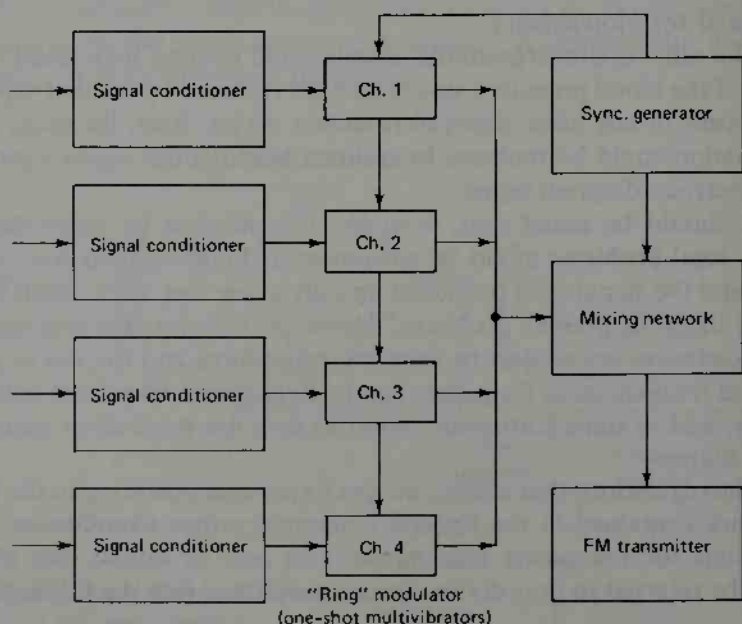 Signal conditioner
Ch. 1
Sync. generator
Signal conditioner
Ch. 2
Mixing network
Signal conditioner
Ch. 3
Signal conditioner
Ch. 4
FM transmitter
"Ring" modulator
(one-shot multivibrators)